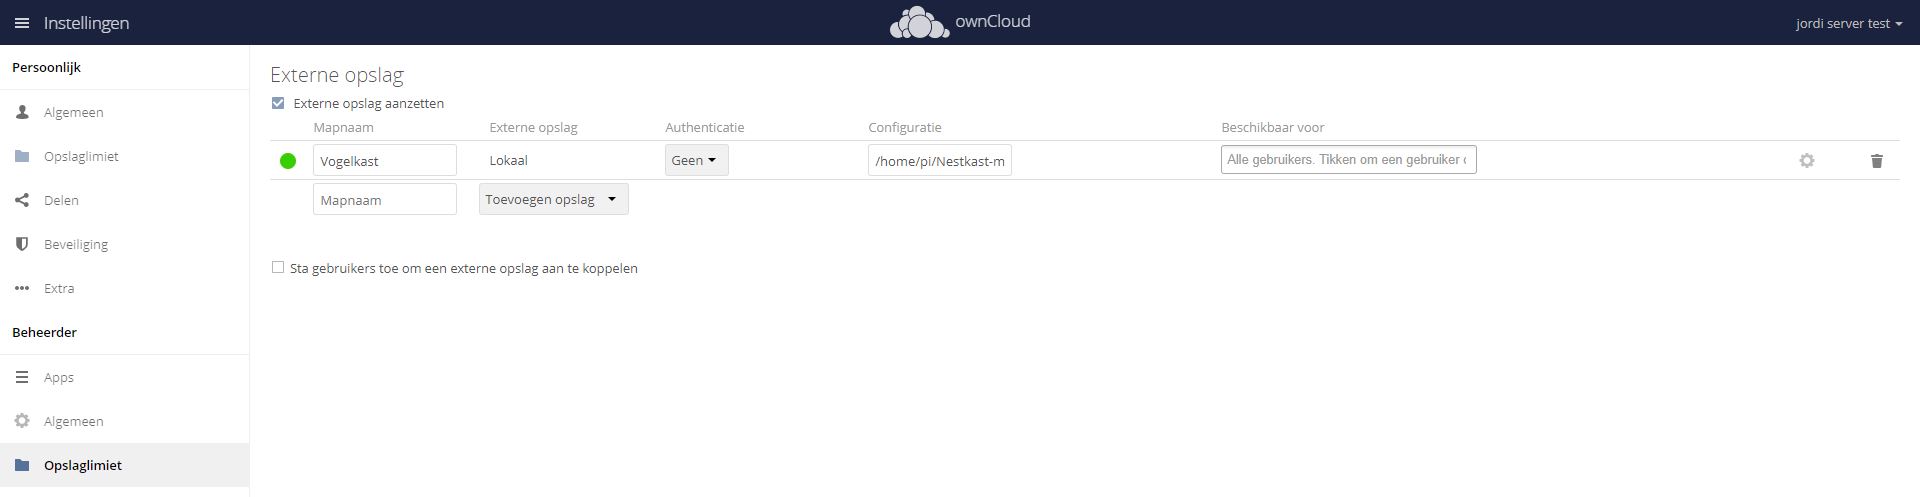 Instellingen
ownCloud
jordi server test
Persoonlijk
Algemeen
Opslaglimiet
Delen
Beveiliging
Extra
Beheerder
Apps
Algemeen
Opslaglimiet
Externe opslag
Externe opslag aanzetten
Mapnaam Externe opslag Authenticatie Configuratie Beschikbaar voor
Vogelkast Lokaal Geen /home/pi/Nestkast-m Alle gebruikers. Tikken om een gebruiker
Mapnaam Toevoegen opslag
Sta gebruikers toe om een externe opslag aan te koppelen